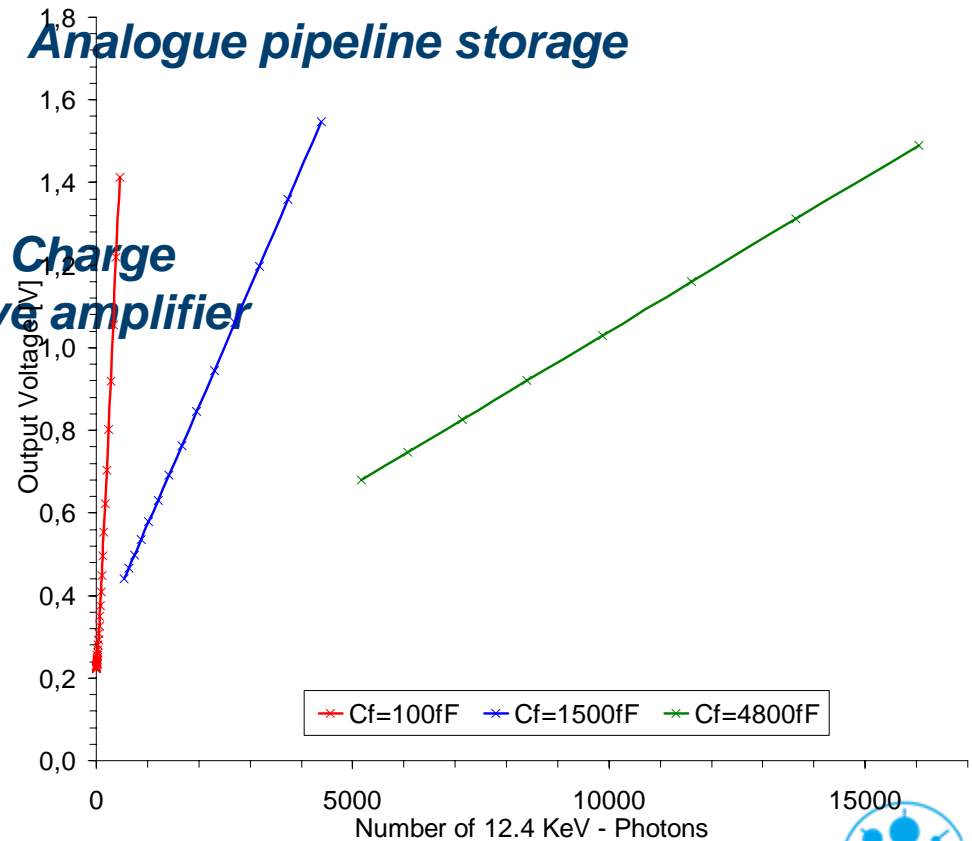 1,8
Analogue pipeline storage
1,6
1,4
Charge
1,2
ve amplifier
Output Voltage [V]
1,0
0,8
0,6
0,4
0,2
Cf=100fF Cf=1500fF Cf=4800fF
0,0
0 5000 10000 15000
Number of 12.4 KeV - Photons